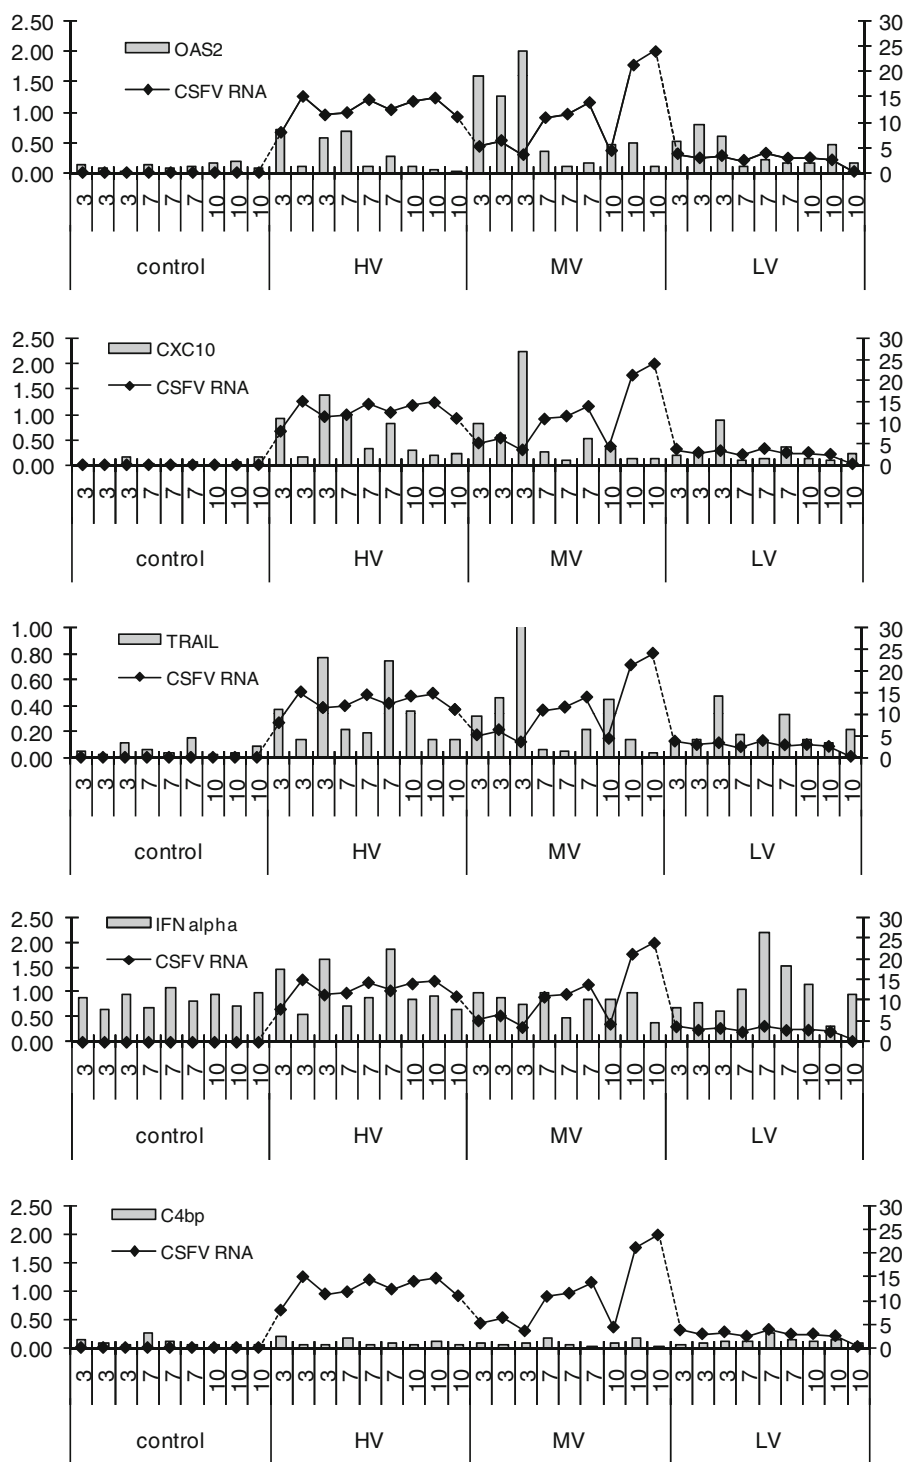 2.50 30
OAS2 25
2.00
CSFV RNA 20
1.50
15
1.00 10
0.50 5
0.00 0
3 3 3 7 7 7 10 10 10 3 3 3 7 7 7 10 10 10 3 3 3 7 7 7 10 10 10 3 3 3 7 7 7 10 10 10
control HV MV LV
2.50 30
CXC10 25
2.00
CSFV RNA 20
1.50
15
1.00 10
0.50 5
0.00 0
3 3 3 7 7 7 10 10 10 3 3 3 7 7 7 10 10 10 3 3 3 7 7 7 10 10 10 3 3 3 7 7 7 10 10 10
control HV MV LV
1.00 30
TRAIL 25
0.80
CSFV RNA 20
0.60
15
0.40 10
0.20 5
0.00 0
3 3 3 7 7 7 10 10 10 3 3 3 7 7 7 10 10 10 3 3 3 7 7 7 10 10 10 3 3 3 7 7 7 10 10 10
control HV MV LV
2.50 30
IFN alpha 25
2.00
CSFV RNA 20
1.50
15
1.00 10
0.50 5
0.00 0
3 3 3 7 7 7 10 10 10 3 3 3 7 7 7 10 10 10 3 3 3 7 7 7 10 10 10 3 3 3 7 7 7 10 10 10
control HV MV LV
2.50 30
C4bp 25
2.00
CSFV RNA 20
1.50
15
1.00 10
0.50 5
0.00 0
3 3 3 7 7 7 10 10 10 3 3 3 7 7 7 10 10 10 3 3 3 7 7 7 10 10 10 3 3 3 7 7 7 10 10 10
control HV MV LV